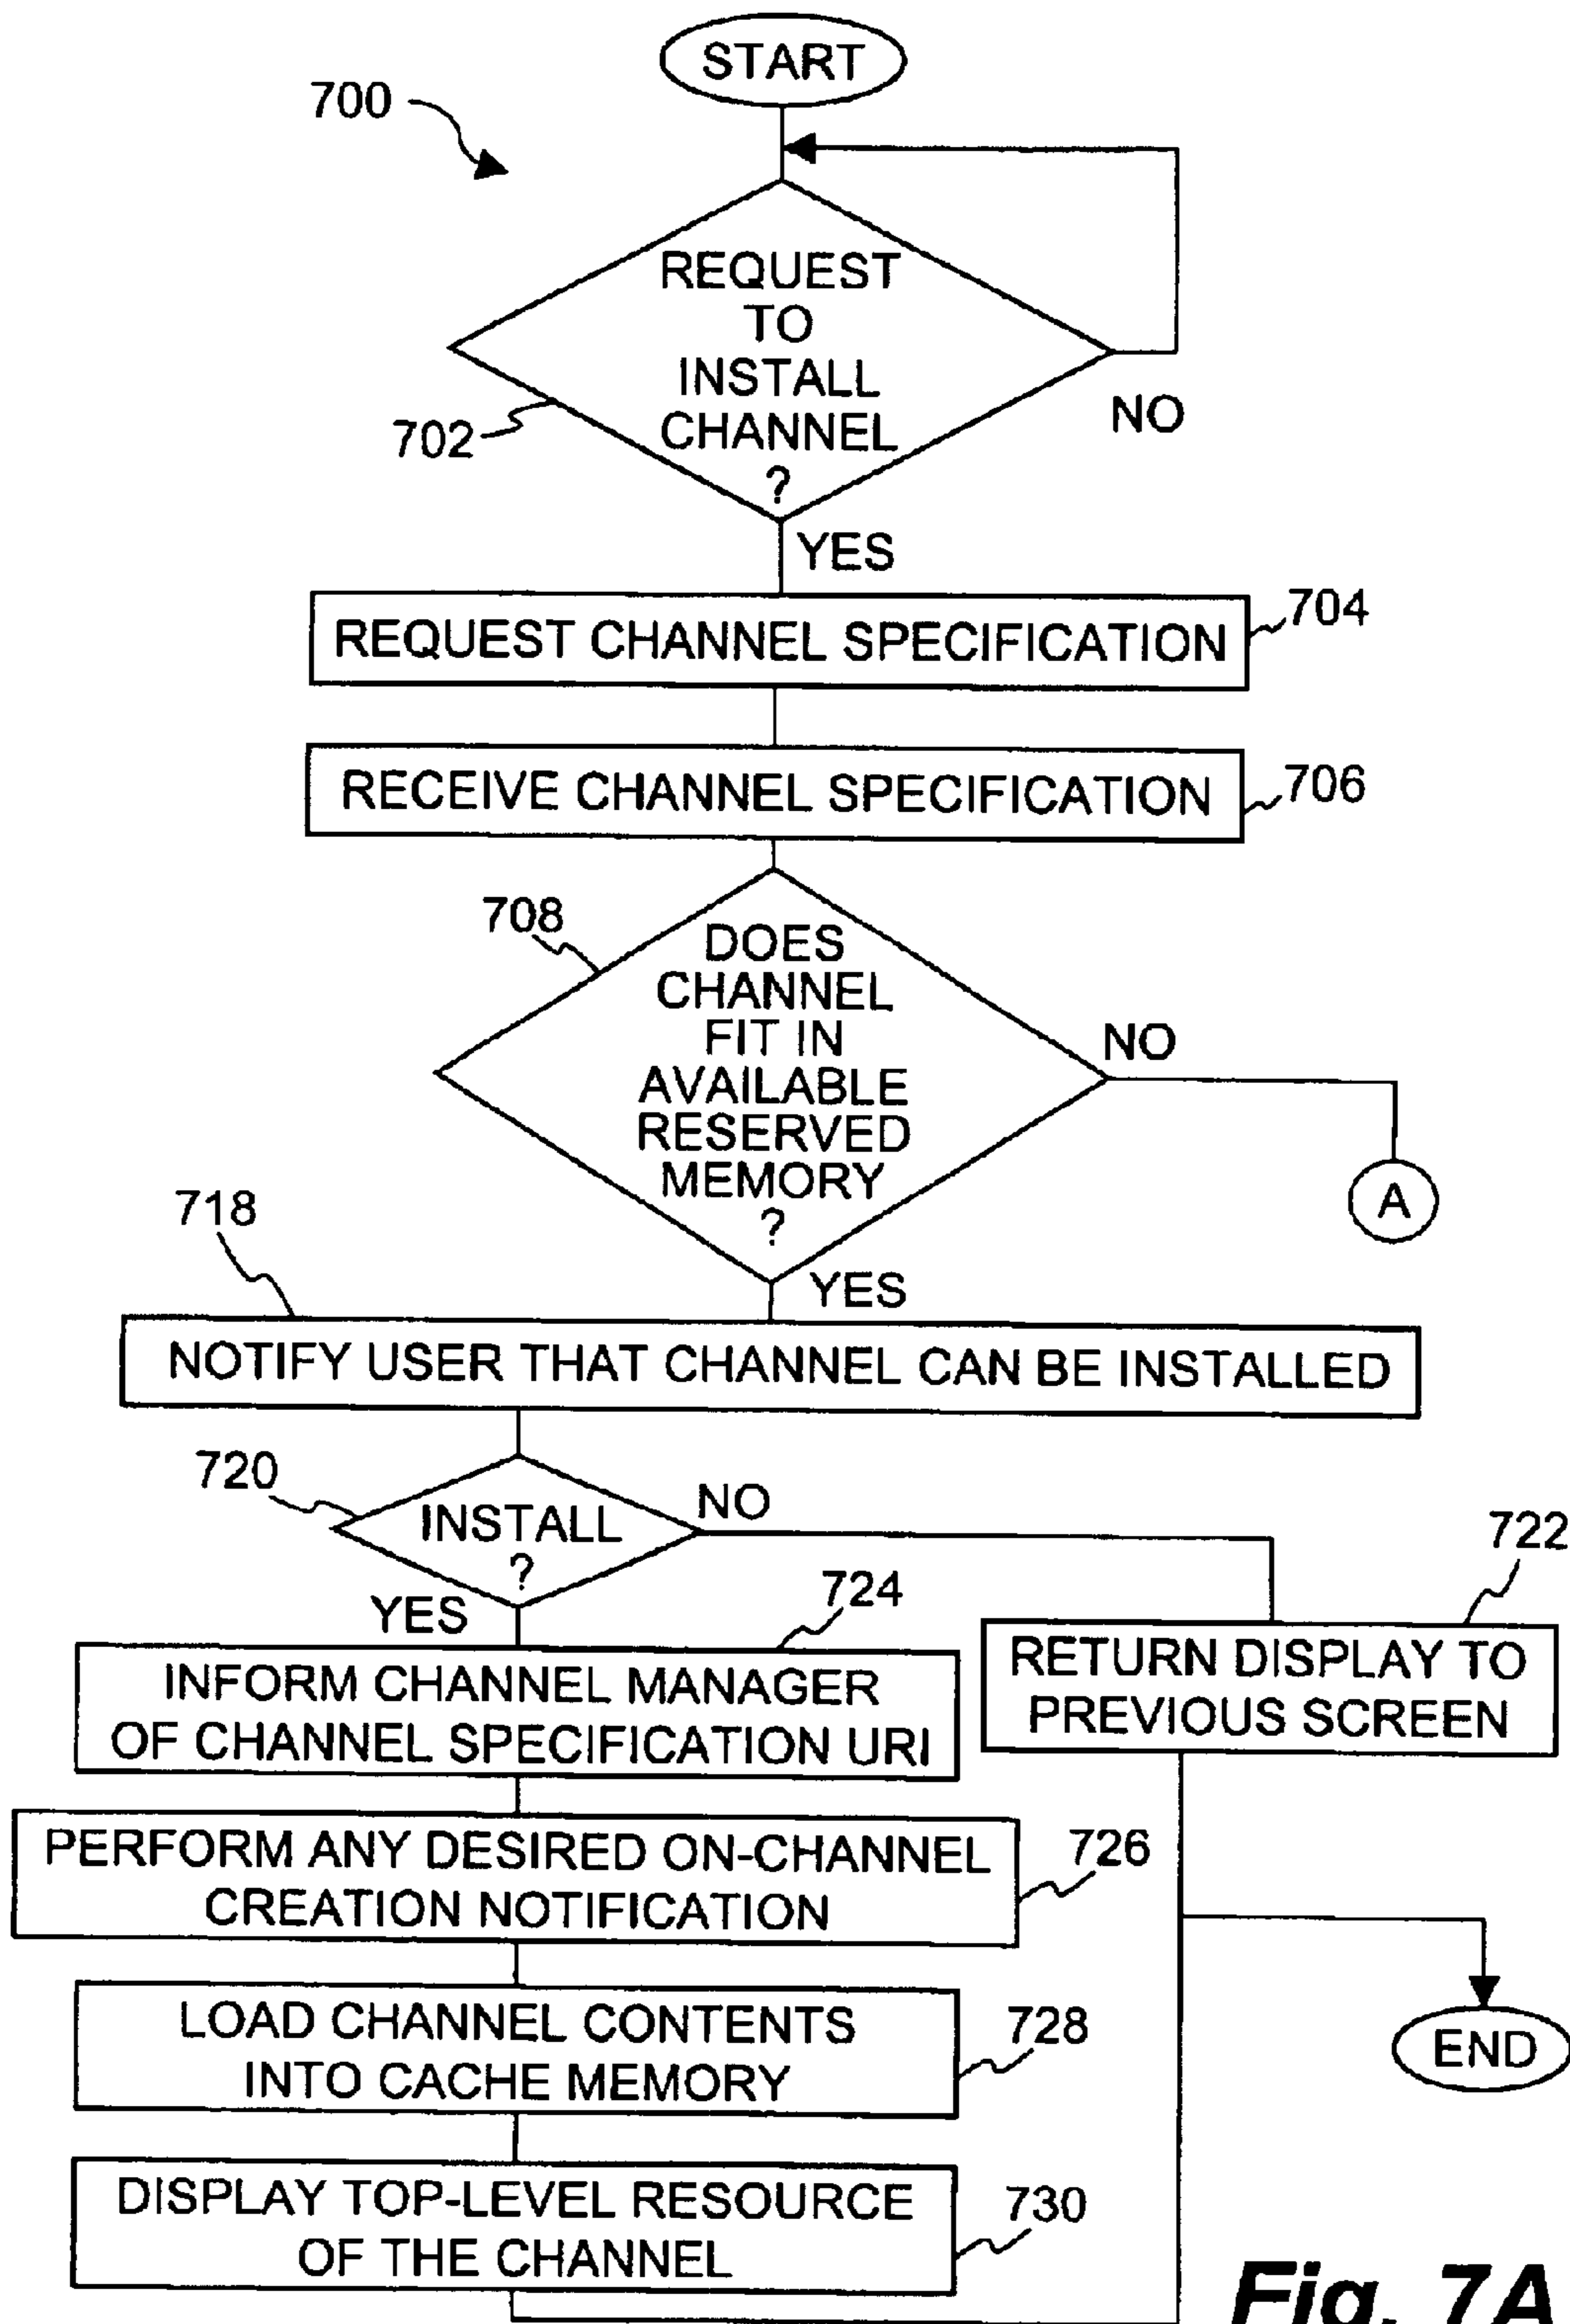 START
700
REQUEST
TO
INSTALL
CHANNEL
?
702
NO
YES
REQUEST CHANNEL SPECIFICATION
704
RECEIVE CHANNEL SPECIFICATION
706
708
DOES
CHANNEL
FIT IN
AVAILABLE
RESERVED
MEMORY
?
NO
A
718
YES
NOTIFY USER THAT CHANNEL CAN BE INSTALLED
720
INSTALL
?
NO
722
YES
724
INFORM CHANNEL MANAGER
OF CHANNEL SPECIFICATION URI
RETURN DISPLAY TO
PREVIOUS SCREEN
PERFORM ANY DESIRED ON-CHANNEL
CREATION NOTIFICATION
726
LOAD CHANNEL CONTENTS
INTO CACHE MEMORY
728
END
DISPLAY TOP-LEVEL RESOURCE
OF THE CHANNEL
730
Fig. 7A